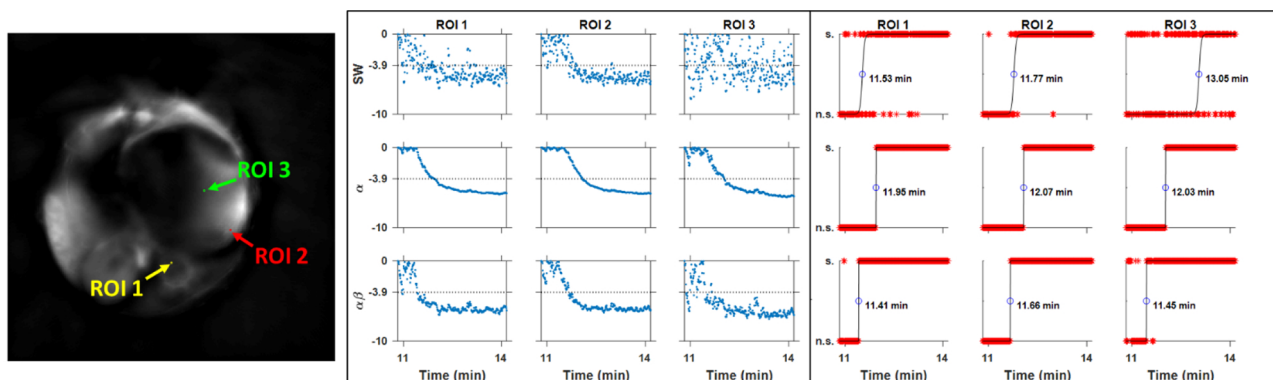 ROI 3
ROI 2
ROI 1
ROI 1 ROI 2 ROI 3
SW
0
-3.9
-10
α
0
-3.9
-10
αβ
0
-3.9
-10
11 14 11 14 11 14
Time (min) Time (min) Time (min)
ROI 1 ROI 2 ROI 3
s.
11.53 min 11.77 min 13.05 min
n.s.
s.
11.95 min 12.07 min 12.03 min
n.s.
s.
11.41 min 11.66 min 11.45 min
n.s.
11 14 11 14 11 14
Time (min) Time (min) Time (min)